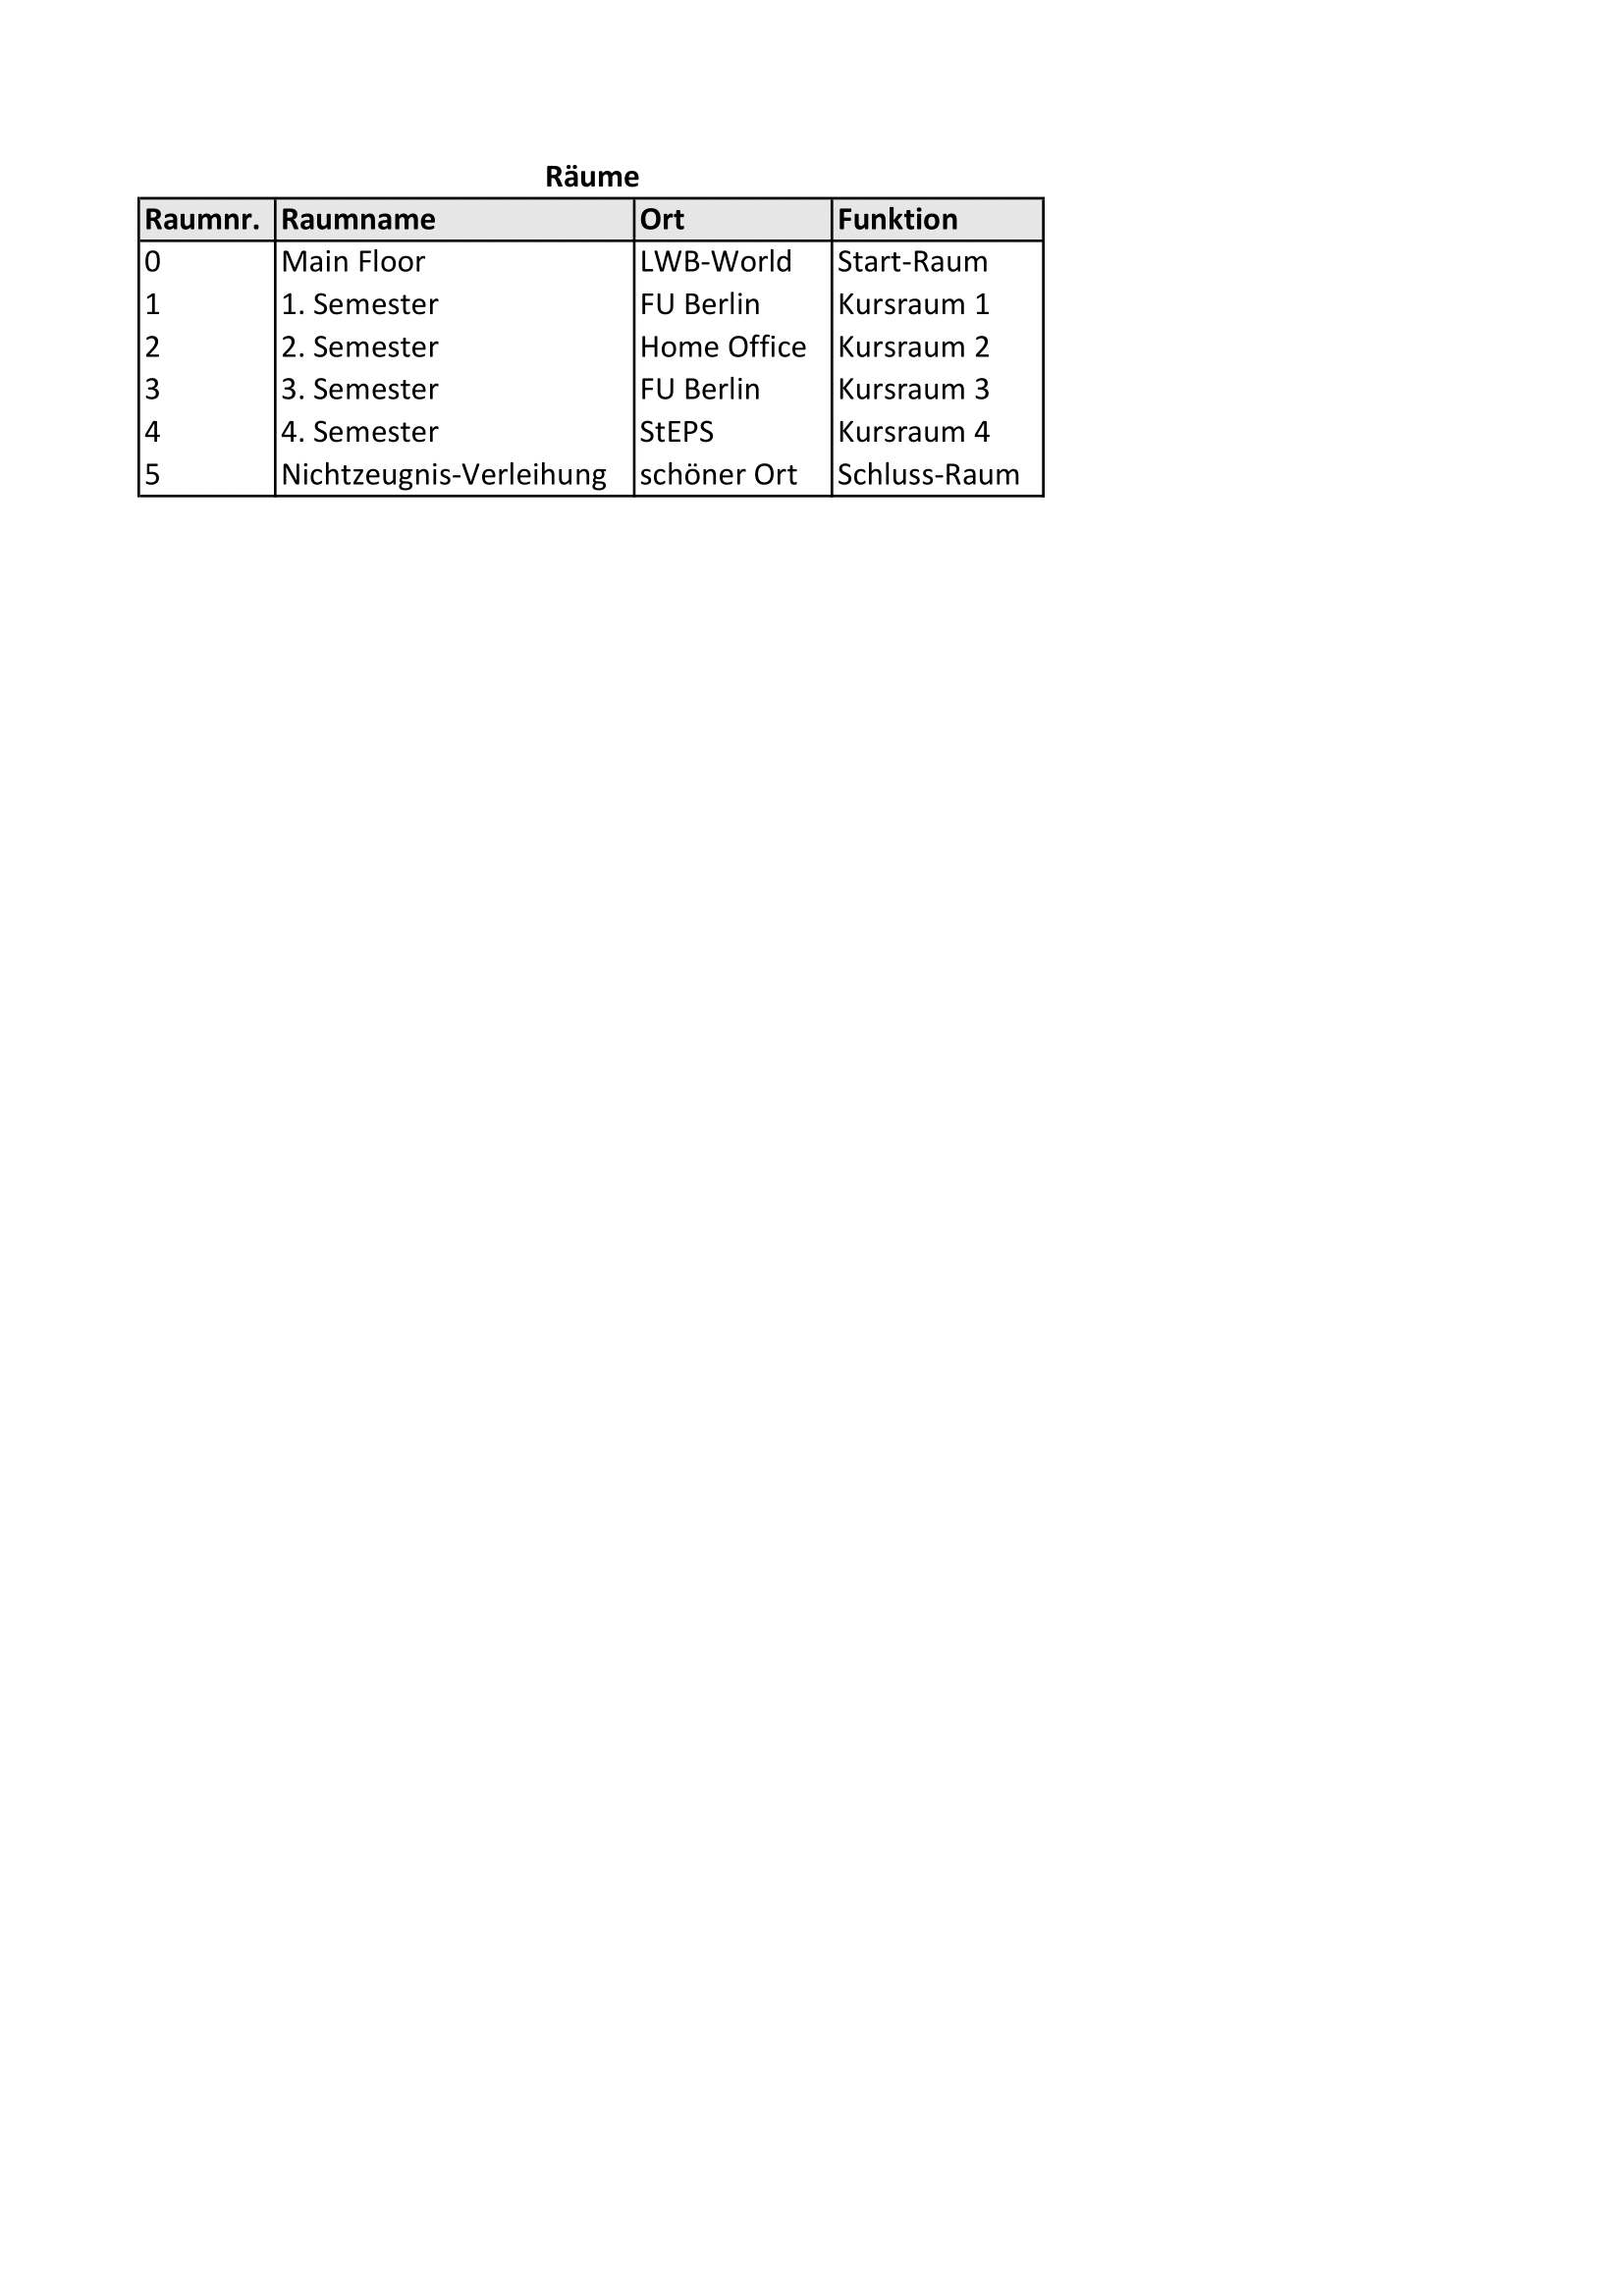 Räume
Raumnr. Raumname Ort Funktion
0 Main Floor LWB-World Start-Raum
1 1. Semester FU Berlin Kursraum 1
2 2. Semester Home Office Kursraum 2
3 3. Semester FU Berlin Kursraum 3
4 4. Semester StEPS Kursraum 4
5 Nichtzeugnis-Verleihung schöner Ort Schluss-Raum